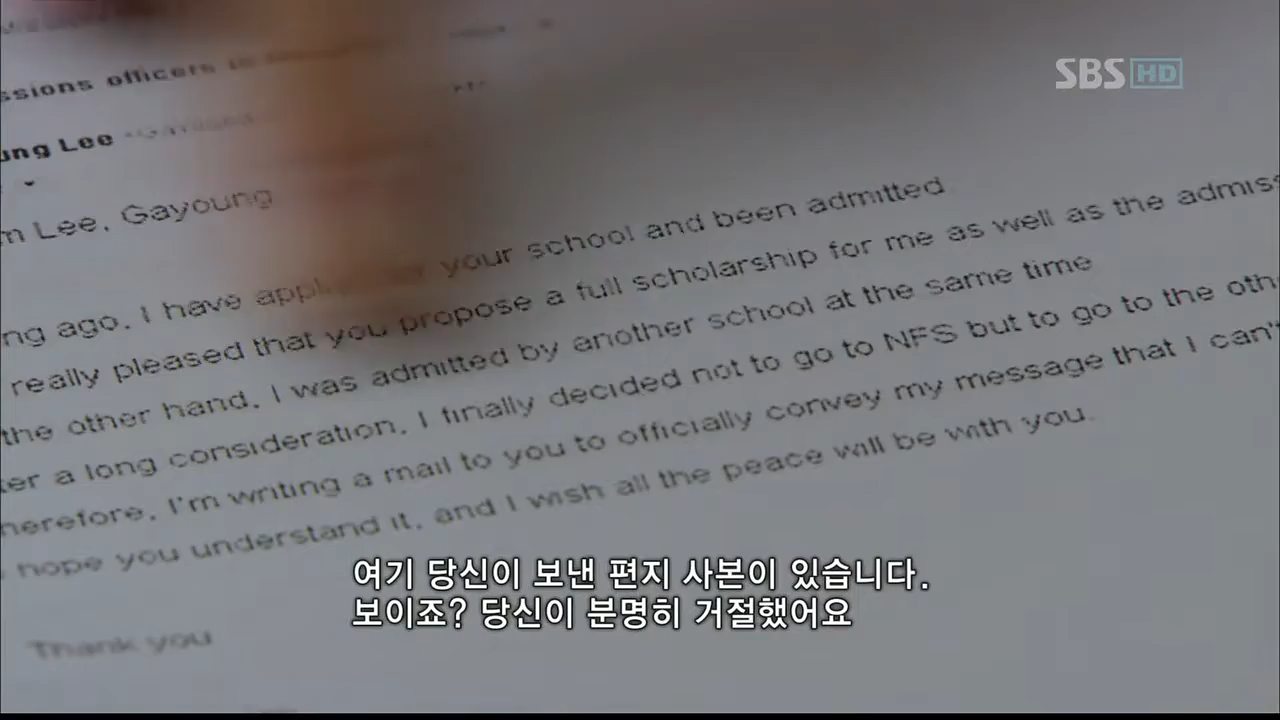 SBS HD
ssions officers
ung Lee
m Lee, Gayoung
ng ago, I have your school and been admitted
really pleased that you propose a full scholarship for me as well as the admiss
the other hand, I was admitted by another school at the same time
ter a long consideration, I finally decided not to go to NFS but to go to the oth
herefore, I'm writing a mail to you to officially convey my message that I can't
hope you understand it, and I wish all the peace will be with you.
Thank you
여기 당신이 보낸 편지 사본이 있습니다.
보이죠? 당신이 분명히 거절했어요